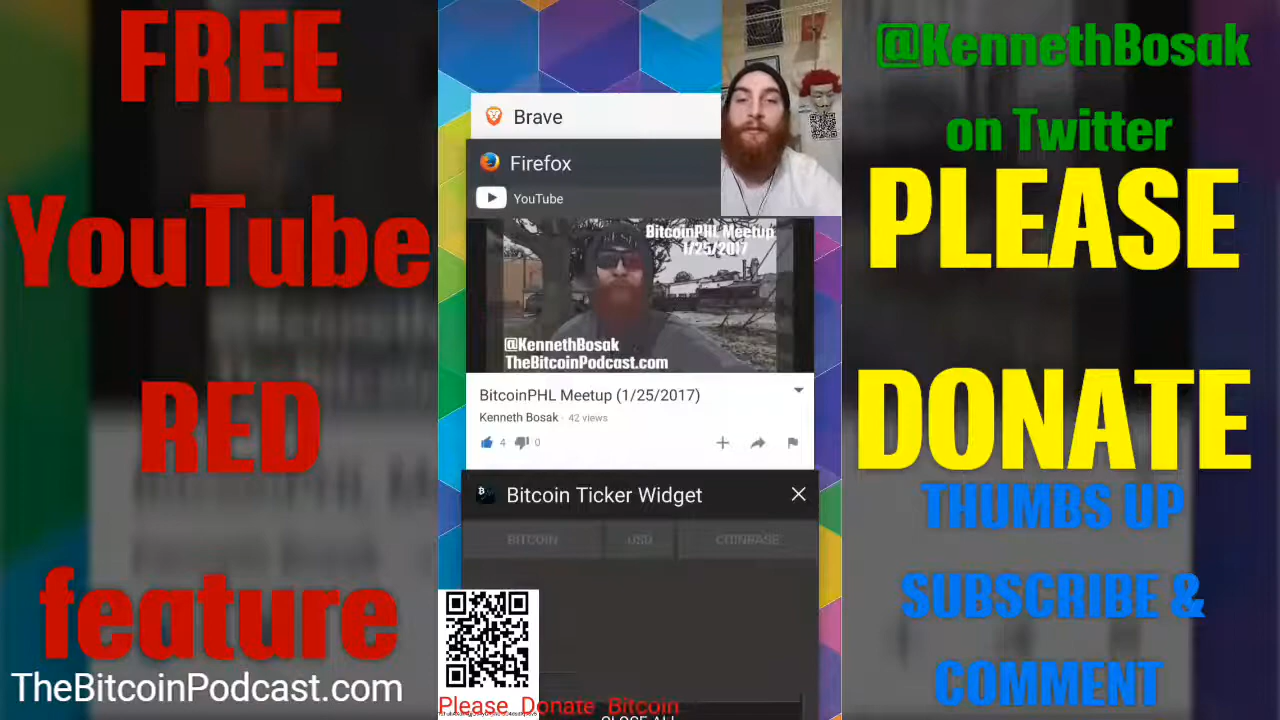 FREE
YouTube
RED
feature
TheBitcoinPodcast.com
Brave
Firefox
YouTube
BitcoinPHL Meetup
1/25/2017
@KennethBosak
TheBitcoinPodcast.com
BitcoinPHL Meetup (1/25/2017)
Kenneth Bosak · 42 views
4 0
Bitcoin Ticker Widget
BITCOIN USD COINBASE
Please Donate Bitcoin
CLOSE ALL
@KennethBosak
on Twitter
PLEASE
DONATE
THUMBS UP
SUBSCRIBE &
COMMENT